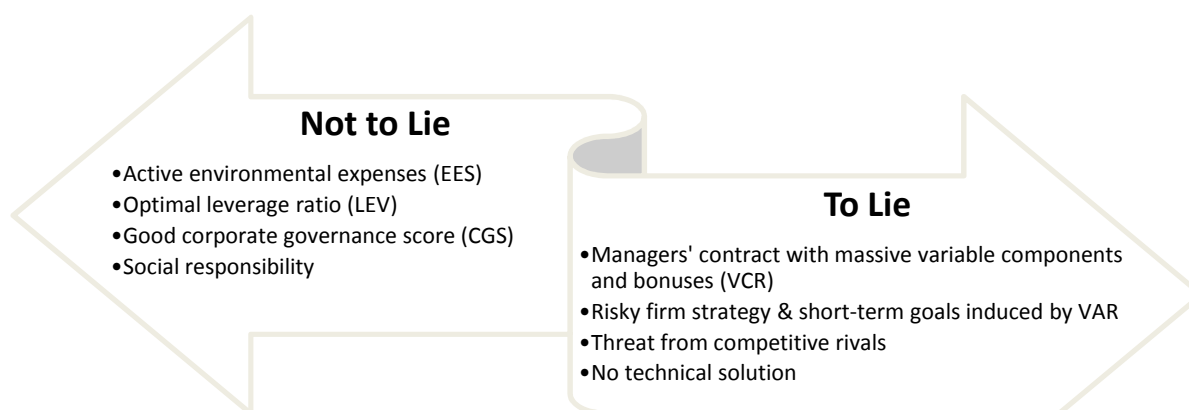 Not to Lie
•Active environmental expenses (EES)
•Optimal leverage ratio (LEV)
•Good corporate governance score (CGS)
•Social responsibility
To Lie
•Managers' contract with massive variable components
and bonuses (VCR)
•Risky firm strategy & short-term goals induced by VAR
•Threat from competitive rivals
•No technical solution